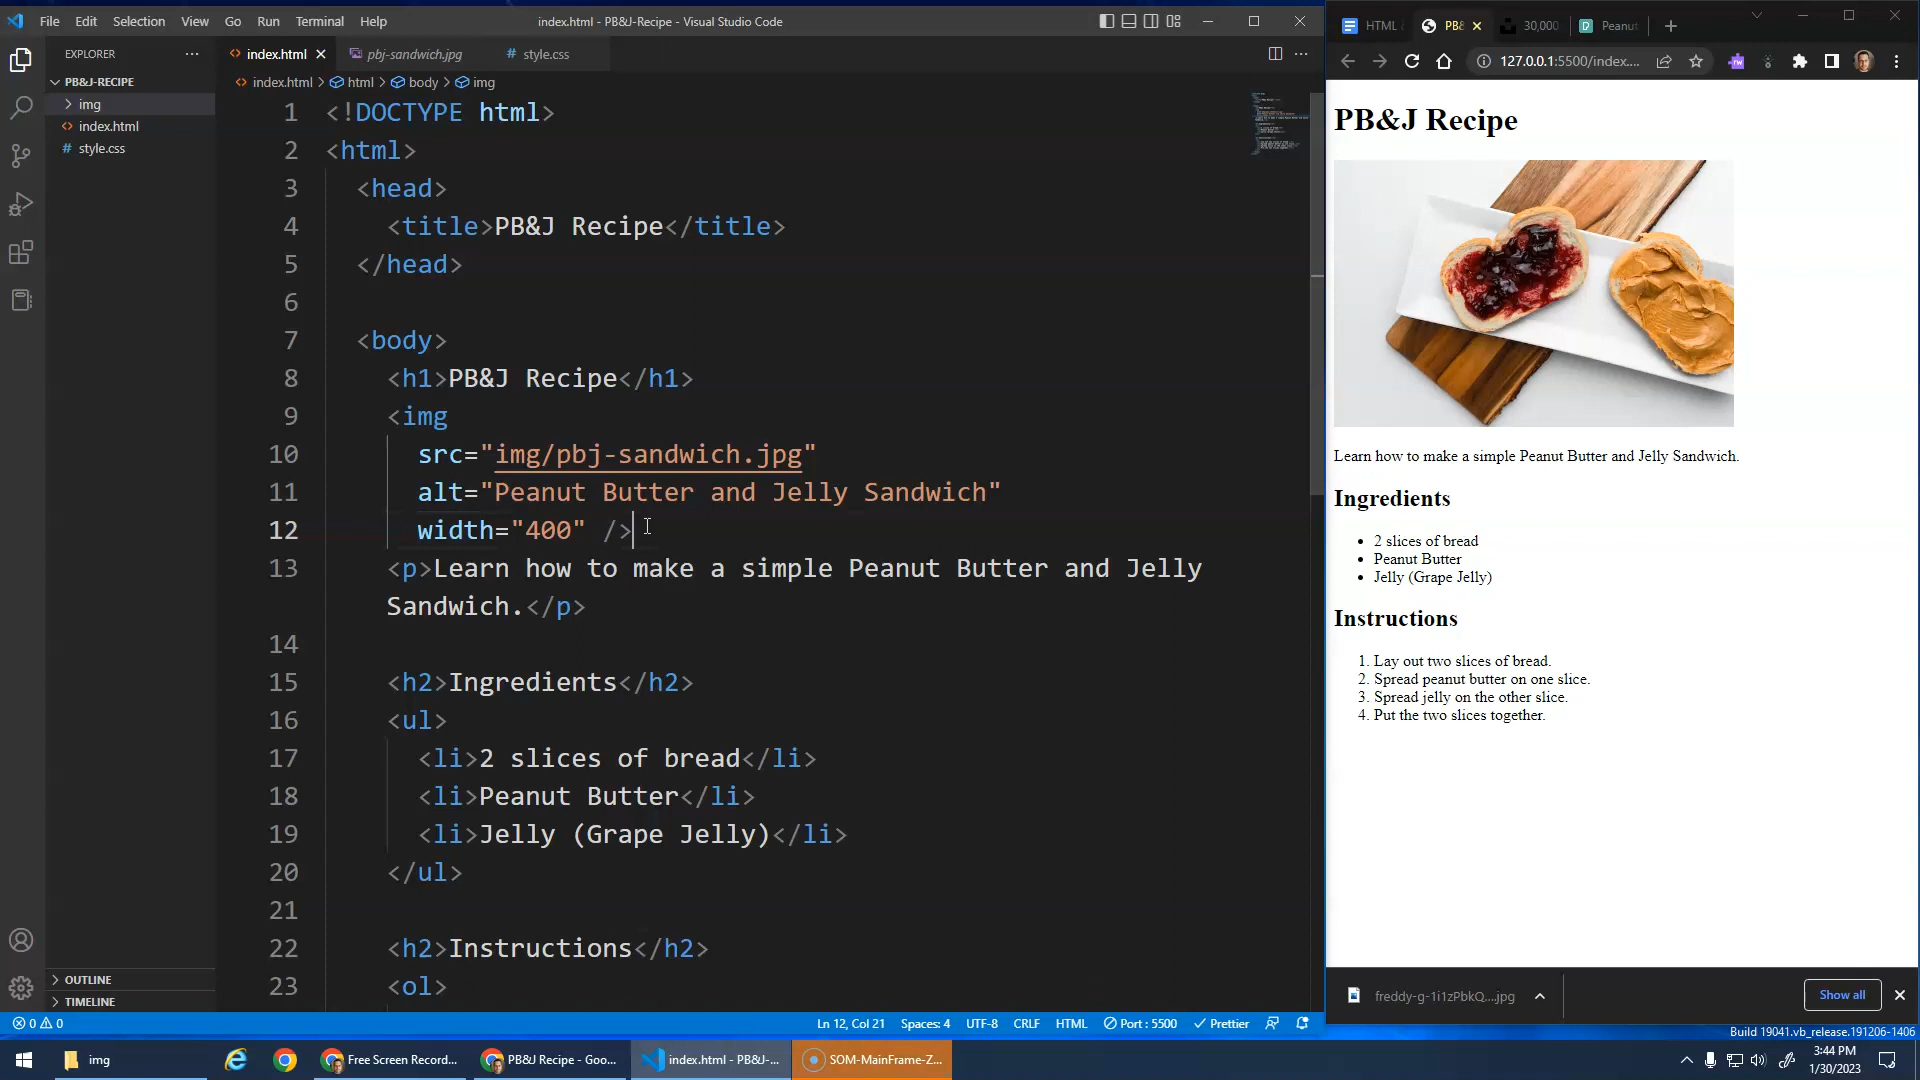 File Edit Selection View Go Run Terminal Help
index.html - PB&J-Recipe - Visual Studio Code
EXPLORER
PB&J-RECIPE
img
index.html
style.css
OUTLINE
TIMELINE
index.html
pbj-sandwich.jpg
style.css
index.html > html > body > img
1 <!DOCTYPE html>
2 <html>
3 <head>
4 <title>PB&J Recipe</title>
5 </head>
6
7 <body>
8 <h1>PB&J Recipe</h1>
9 <img
10 src="img/pbj-sandwich.jpg"
11 alt="Peanut Butter and Jelly Sandwich"
12 width="400" />
13 <p>Learn how to make a simple Peanut Butter and Jelly
Sandwich.</p>
14
15 <h2>Ingredients</h2>
16 <ul>
17 <li>2 slices of bread</li>
18 <li>Peanut Butter</li>
19 <li>Jelly (Grape Jelly)</li>
20 </ul>
21
22 <h2>Instructions</h2>
23 <ol>
0 0
Ln 12, Col 21 Spaces: 4 UTF-8 CRLF HTML Port : 5500 Prettier
HTML PB& 30,000 Peanut
127.0.0.1:5500/index....
PB&J Recipe
Learn how to make a simple Peanut Butter and Jelly Sandwich.
Ingredients
• 2 slices of bread
• Peanut Butter
• Jelly (Grape Jelly)
Instructions
1. Lay out two slices of bread.
2. Spread peanut butter on one slice.
3. Spread jelly on the other slice.
4. Put the two slices together.
freddy-g-1i1zPbkQ....jpg
Show all
Build 19041.vb_release.191206-1406
img
Free Screen Record...
PB&J Recipe - Goo...
index.html - PB&J-...
SOM-MainFrame-Z...
3:44 PM
1/30/2023